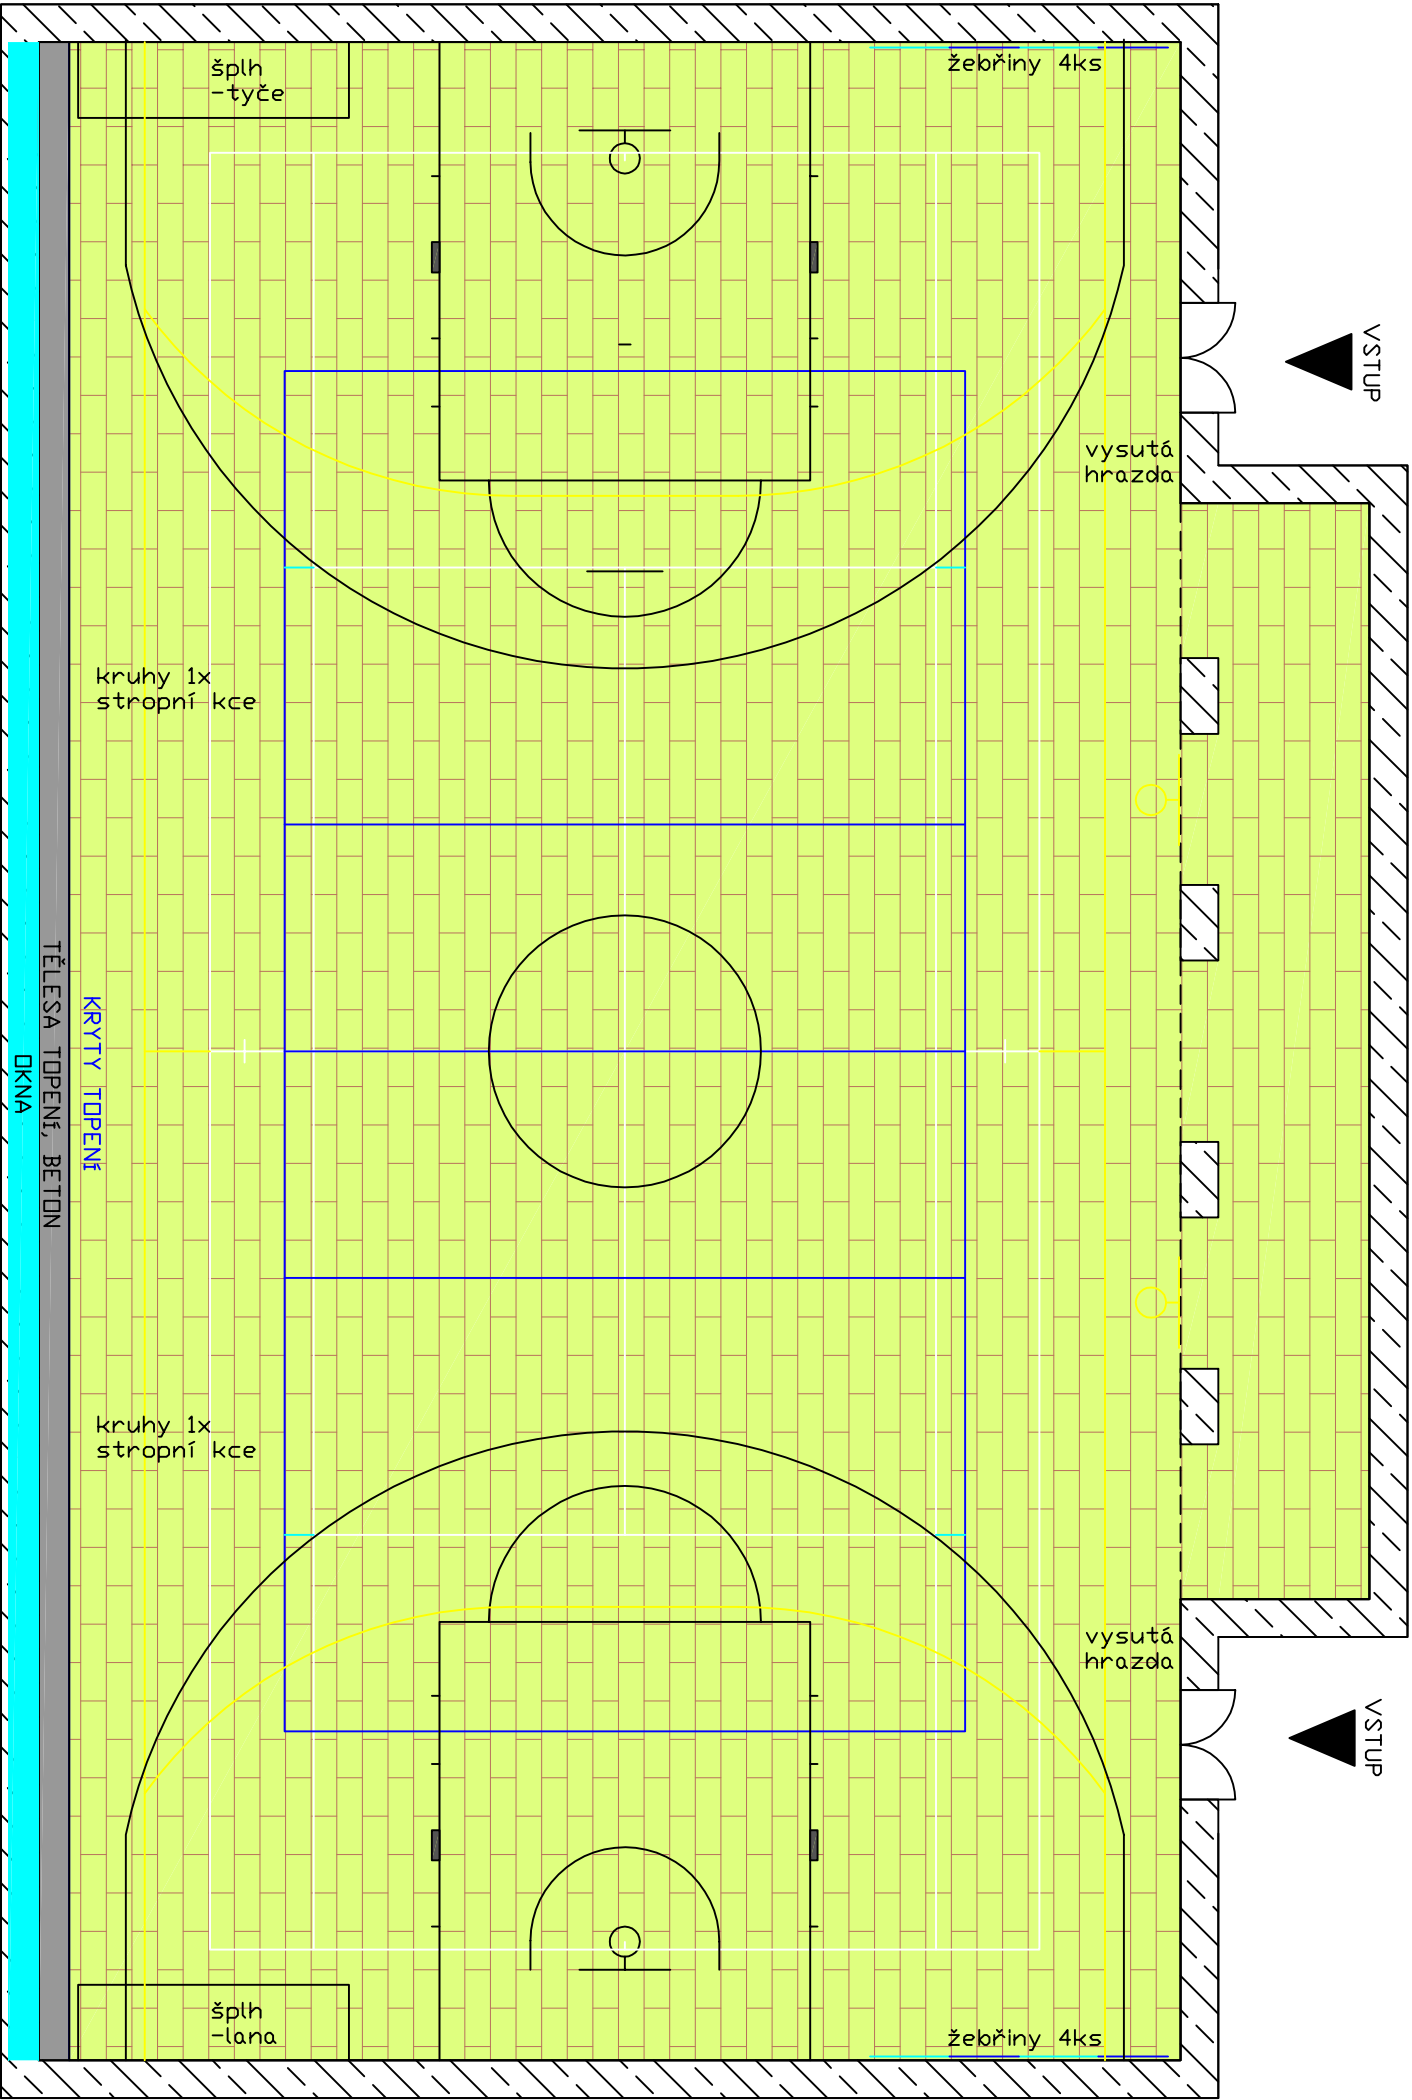 šplh
-tyče
žebřiny 4ks
VSTUP
vysutá
hrazda
kruhy 1x
stropní kce
TĚLESA TOPENÍ, BETON
OKNA
KRYTY TOPENÍ
kruhy 1x
stropní kce
vysutá
hrazda
VSTUP
šplh
-lana
žebřiny 4ks